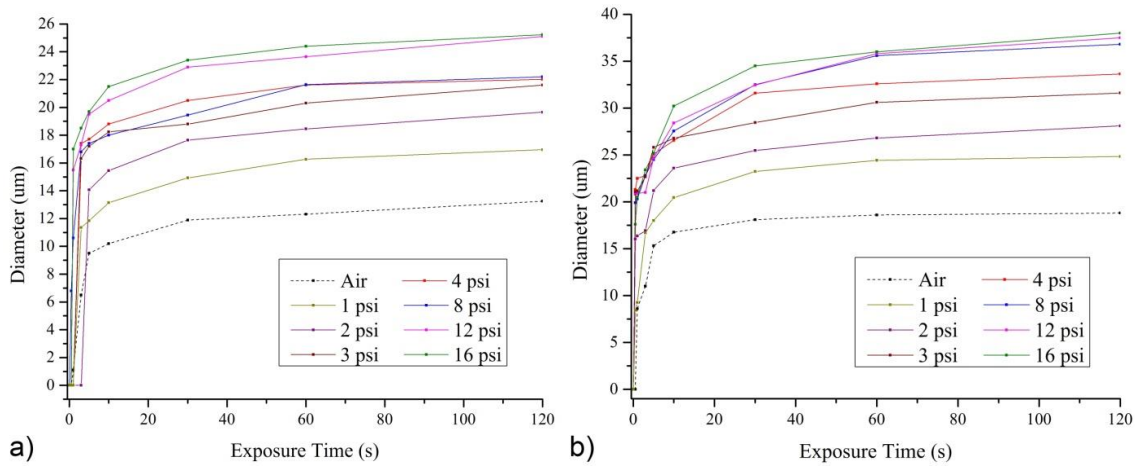 26
24
22
20
18
16
14
12
10
8
6
4
2
0
Diameter (um)
0 20 40 60 80 100 120
Exposure Time (s)
Air 4 psi
1 psi 8 psi
2 psi 12 psi
3 psi 16 psi
a)
40
35
30
25
20
15
10
5
0
Diameter (um)
0 20 40 60 80 100 120
Exposure Time (s)
Air 4 psi
1 psi 8 psi
2 psi 12 psi
3 psi 16 psi
b)